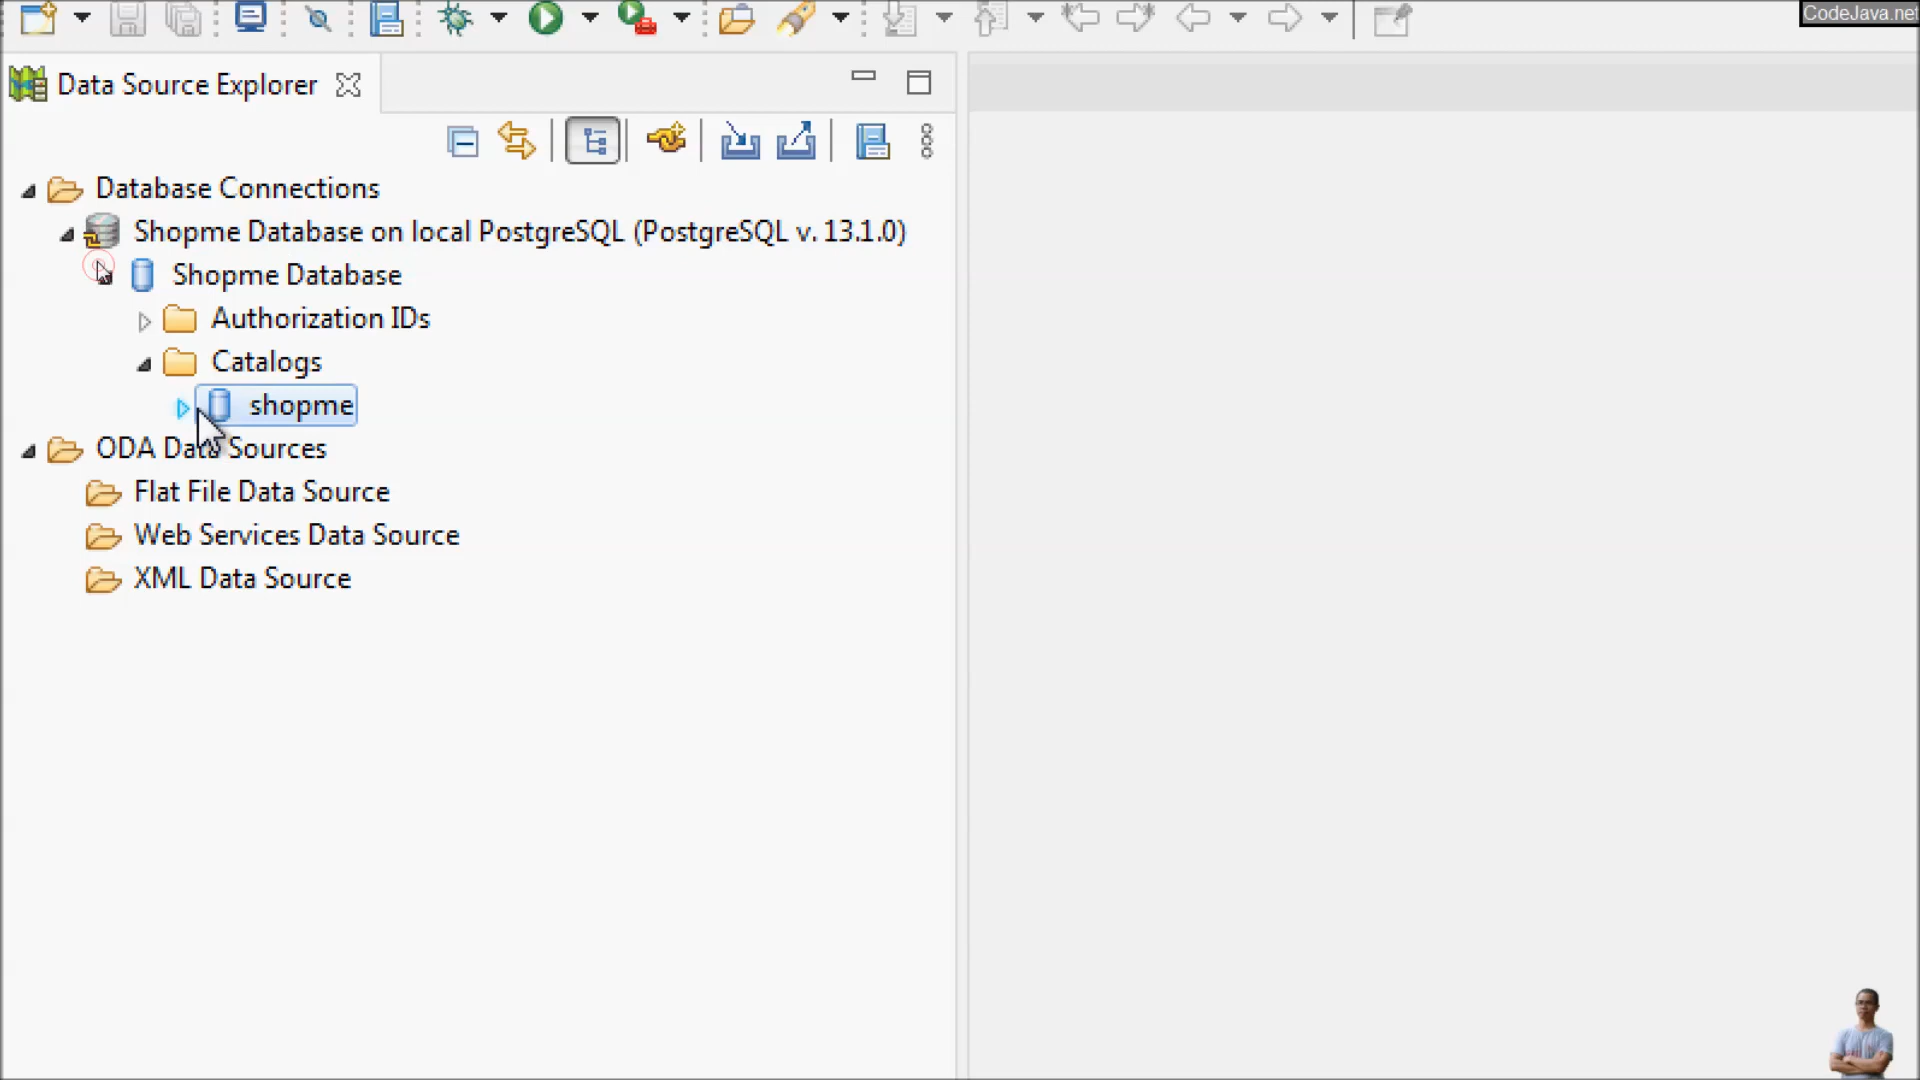 CodeJava.net
Data Source Explorer
Database Connections
Shopme Database on local PostgreSQL (PostgreSQL v. 13.1.0)
Shopme Database
Authorization IDs
Catalogs
shopme
ODA Data Sources
Flat File Data Source
Web Services Data Source
XML Data Source